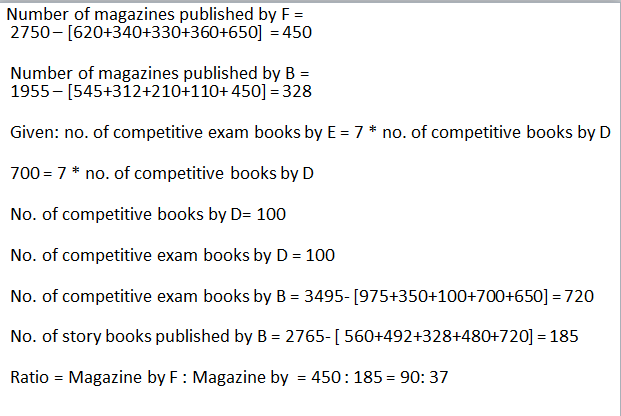 Number of magazines published by F =
2750– [620+340+330+360+650] = 450
Number of magazines published by B =
1955– [545+312+210+110+ 450] = 328
Given: no. of competitive exam books by E = 7 * no. of competitive books by D
700 = 7 * no. of competitive books by D
No. of competitive books by D= 100
No. of competitive exam books by D = 100
No. of competitive exam books by B = 3495- [975+350+100+700+650] = 720
No. of story books published by B = 2765- [ 560+492+328+480+720] = 185
Ratio = Magazine by F : Magazine by = 450 : 185 = 90: 37